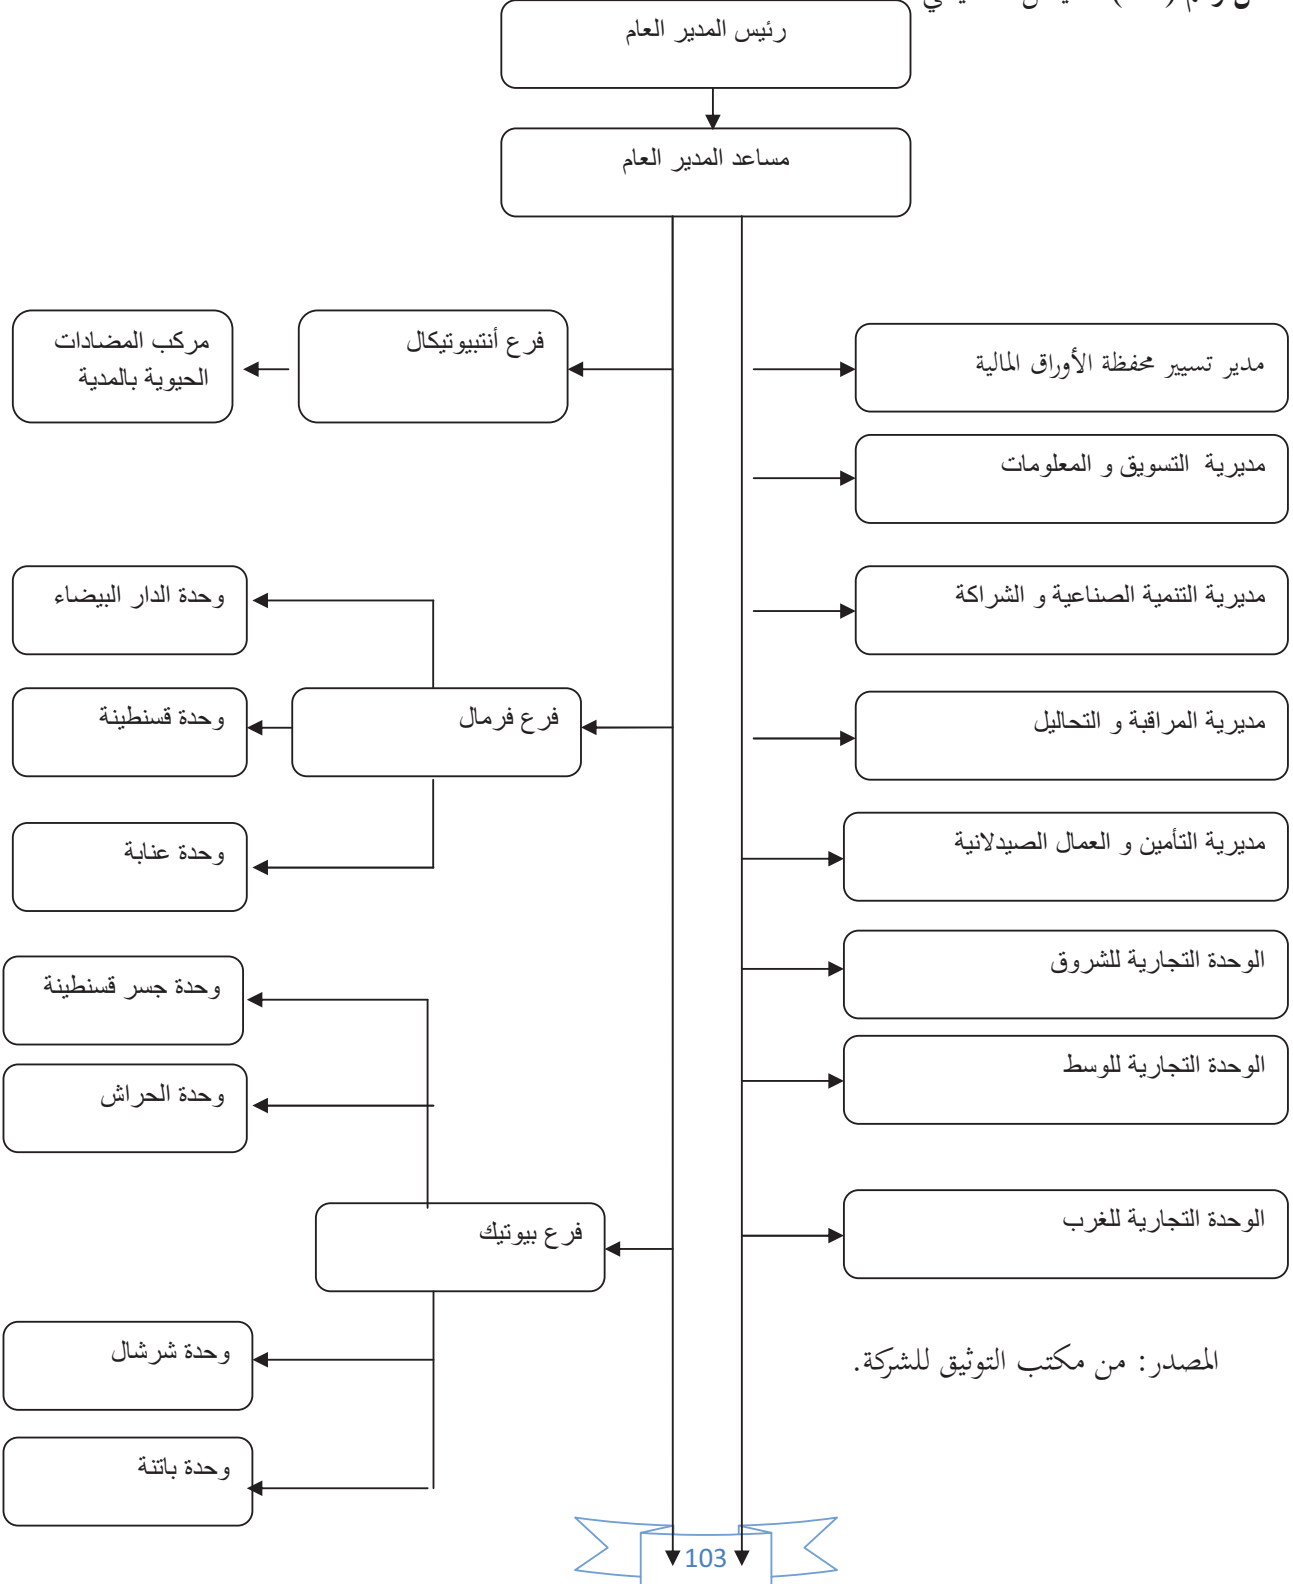 رئيس المدير العام
مساعد المدير العام
مدير تسيير محفظة الأوراق المالية
فرع أنتبيوتيكال
مركب المضادات
الحيوية بالمدية
مديرية التسويق و المعلومات
مديرية التنمية الصناعية و الشراكة
وحدة الدار البيضاء
مديرية المراقبة و التحاليل
فرع فرمال
وحدة قسنطينة
مديرية التأمين و العمال الصيدلانية
وحدة عنابة
الوحدة التجارية للشروق
وحدة جسر قسنطينة
الوحدة التجارية للوسط
وحدة الحراش
الوحدة التجارية للغرب
فرع بيوتيك
المصدر: من مكتب التوثيق للشركة.
وحدة شرشال
وحدة باتنة
103